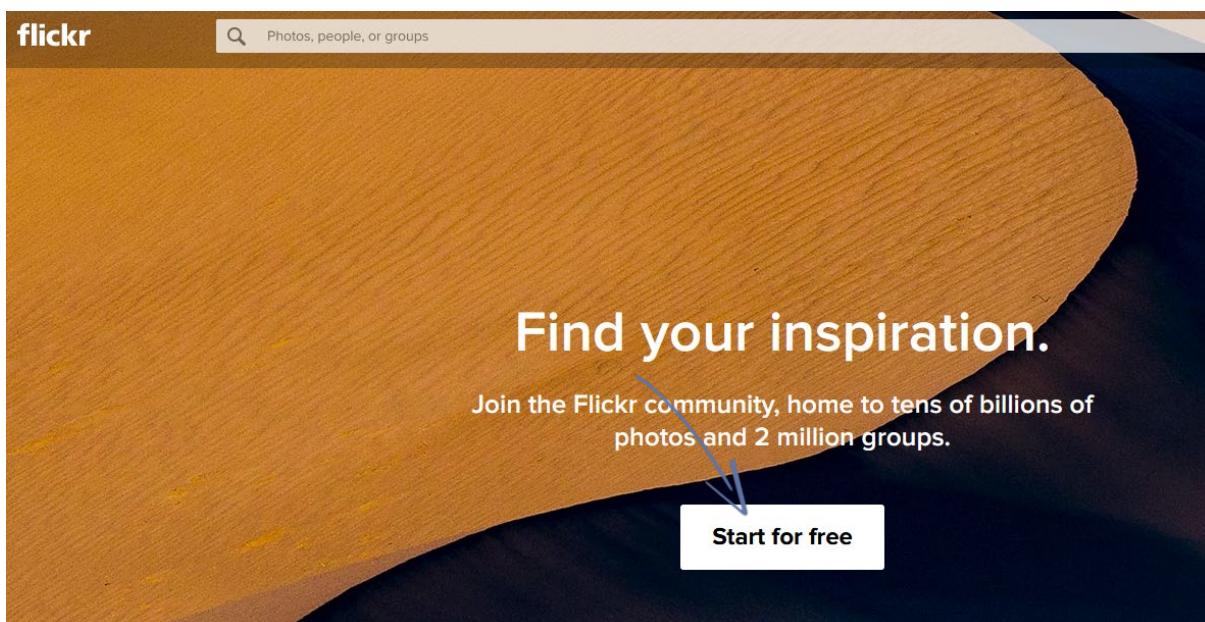 flickr
Photos, people, or groups
Find your inspiration.
Join the Flickr community, home to tens of billions of
photos and 2 million groups.
Start for free